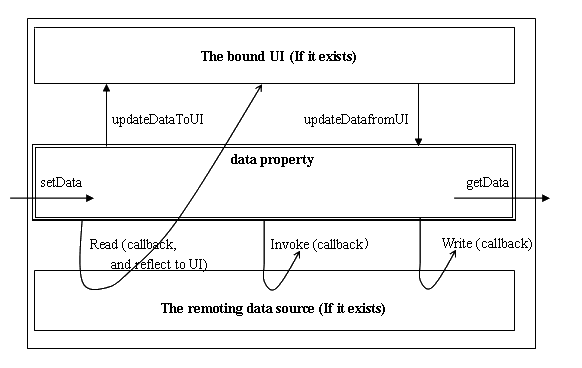 The bound UI (If it exists)
updateDataToUI
updateDatafromUI
data property
setData
getData
Read (callback,
and reflect to UI)
Invoke (callback)
Write (callback)
The remoting data source (If it exists)